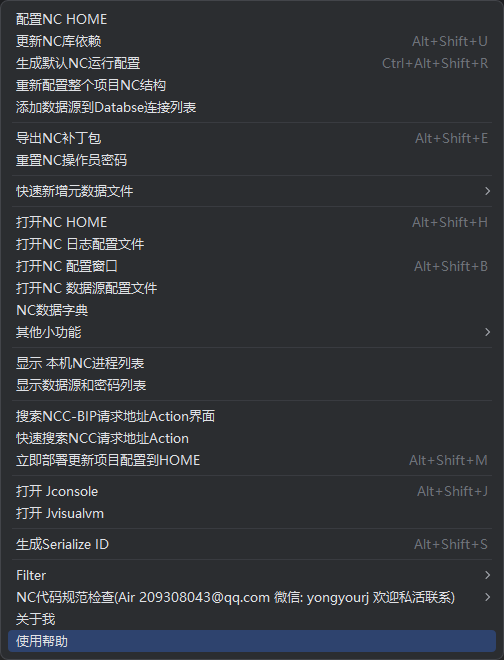 配置NC HOME
更新NC库依赖 Alt+Shift+U
生成默认NC运行配置 Ctrl+Alt+Shift+R
重新配置整个项目NC结构
添加数据源到Databse连接列表
导出NC补丁包 Alt+Shift+E
重置NC操作员密码
快速新增元数据文件
打开NC HOME Alt+Shift+H
打开NC 日志配置文件
打开NC 配置窗口 Alt+Shift+B
打开NC 数据源配置文件
NC数据字典
其他小功能
显示 本机NC进程列表
显示数据源和密码列表
搜索NCC-BIP请求地址Action界面
快速搜索NCC请求地址Action
立即部署更新项目配置到HOME Alt+Shift+M
打开 Jconsole Alt+Shift+J
打开 Jvisualvm
生成Serialize ID Alt+Shift+S
Filter
NC代码规范检查(Air 209308043@qq.com 微信: yongyourj 欢迎私活联系)
关于我
使用帮助